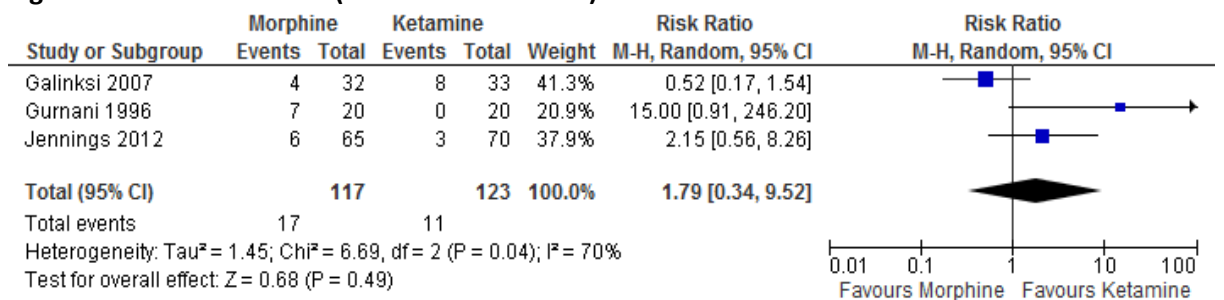 Morphine Ketamine Risk Ratio Risk Ratio
Study or Subgroup Events Total Events Total Weight M-H, Random, 95% CI M-H, Random, 95% CI
Galinksi 2007 4 32 8 33 41.3% 0.52 [0.17, 1.54]
Gurnani 1996 7 20 0 20 20.9% 15.00 [0.91, 246.20]
Jennings 2012 6 65 3 70 37.9% 2.15 [0.56, 8.26]
Total (95% CI) 117 123 100.0% 1.79 [0.34, 9.52]
Total events 17 11
Heterogeneity: Tau² = 1.45; Chi² = 6.69, df = 2 (P = 0.04); I² = 70%
Test for overall effect: Z = 0.68 (P = 0.49)
0.01 0.1 1 10 100
Favours Morphine Favours Ketamine